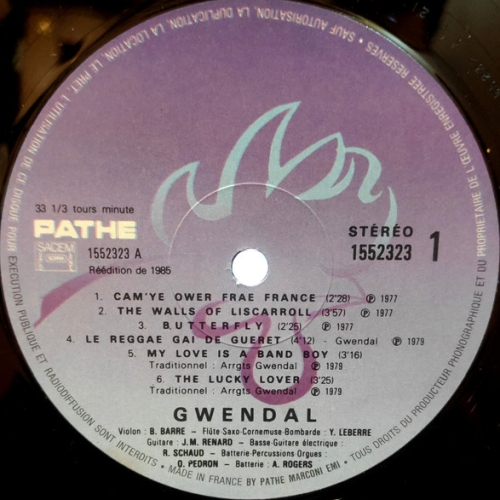 SAUF AUTORISATION, LA DUPLICATION, LA LOCATION, LE PRET, L'UTILISATION DE CE DISQUE POUR EXECUTION PUBLIQUE ET RADIODIFFUSION SONT INTERDITS •
TOUS DROITS DU PRODUCTEUR PHONOGRAPHIQUE ET DU PROPRIETAIRE DE L'ŒUVRE ENREGISTREE RESERVES •
33 1/3 tours minute
PATHE
SACEM
1552323 A
Réédition de 1985
STÉRÉO
1552323
1
1. CAM'YE OWER FRAE FRANCE (2'28) ℗ 1977
2. THE WALLS OF LISCARROLL (3'57) ℗ 1977
3. BUTTERFLY (2'25) ℗ 1976
4. LE REGGAE GAI DE GUERET (4'12) - Gwendal ℗ 1979
5. MY LOVE IS A BAND BOY (3'16)
Traditionnel : Arrgts Gwendal ℗ 1979
6. THE LUCKY LOVER (3'25)
Traditionnel : Arrgts Gwendal ℗ 1979
GWENDAL
Violon : B. BARRE – Flûte-Saxo-Cornemuse-Bombarde : Y. LEBERRE
Guitare : J.M. RENARD – Basse-Guitare électrique :
R. SCHAUD – Batterie-Percussions-Orgues :
O. PEDRON – Batterie : A. ROGERS
MADE IN FRANCE BY PATHE MARCONI EMI •